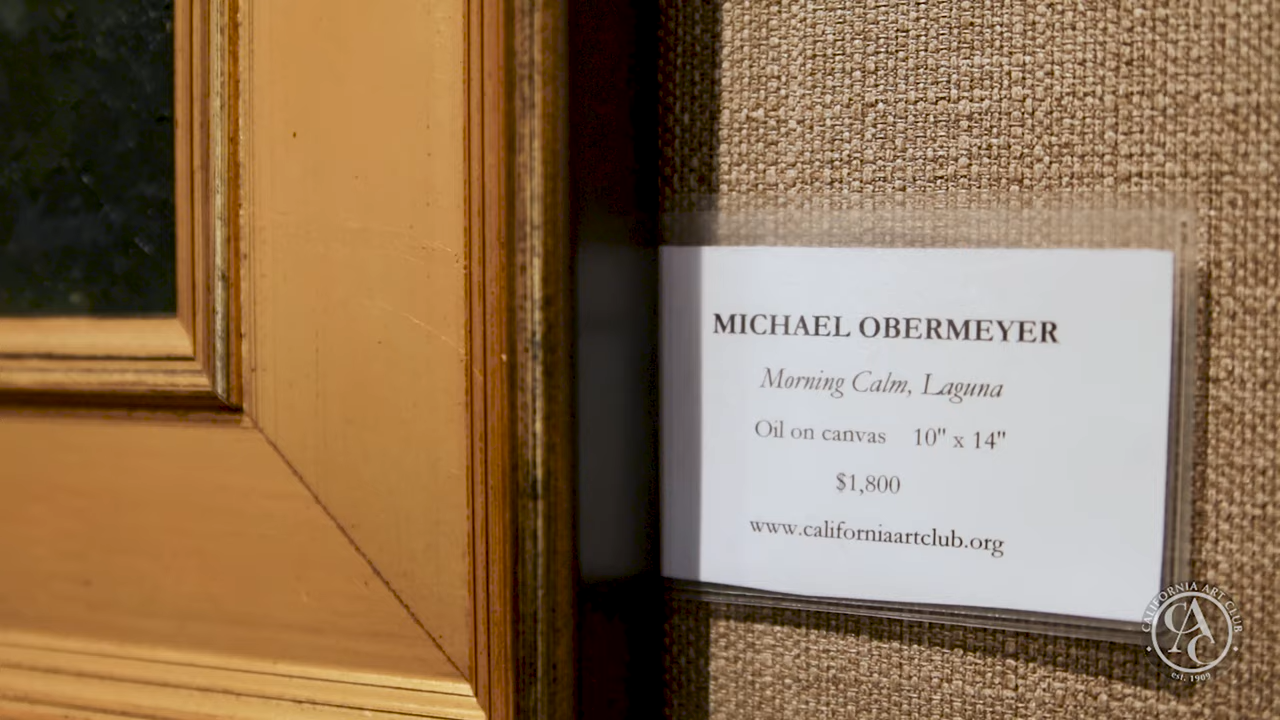 MICHAEL OBERMEYER
Morning Calm, Laguna
Oil on canvas 10" x 14"
$1,800
www.californiaartclub.org
CALIFORNIA ART CLUB
CAC
est. 1909